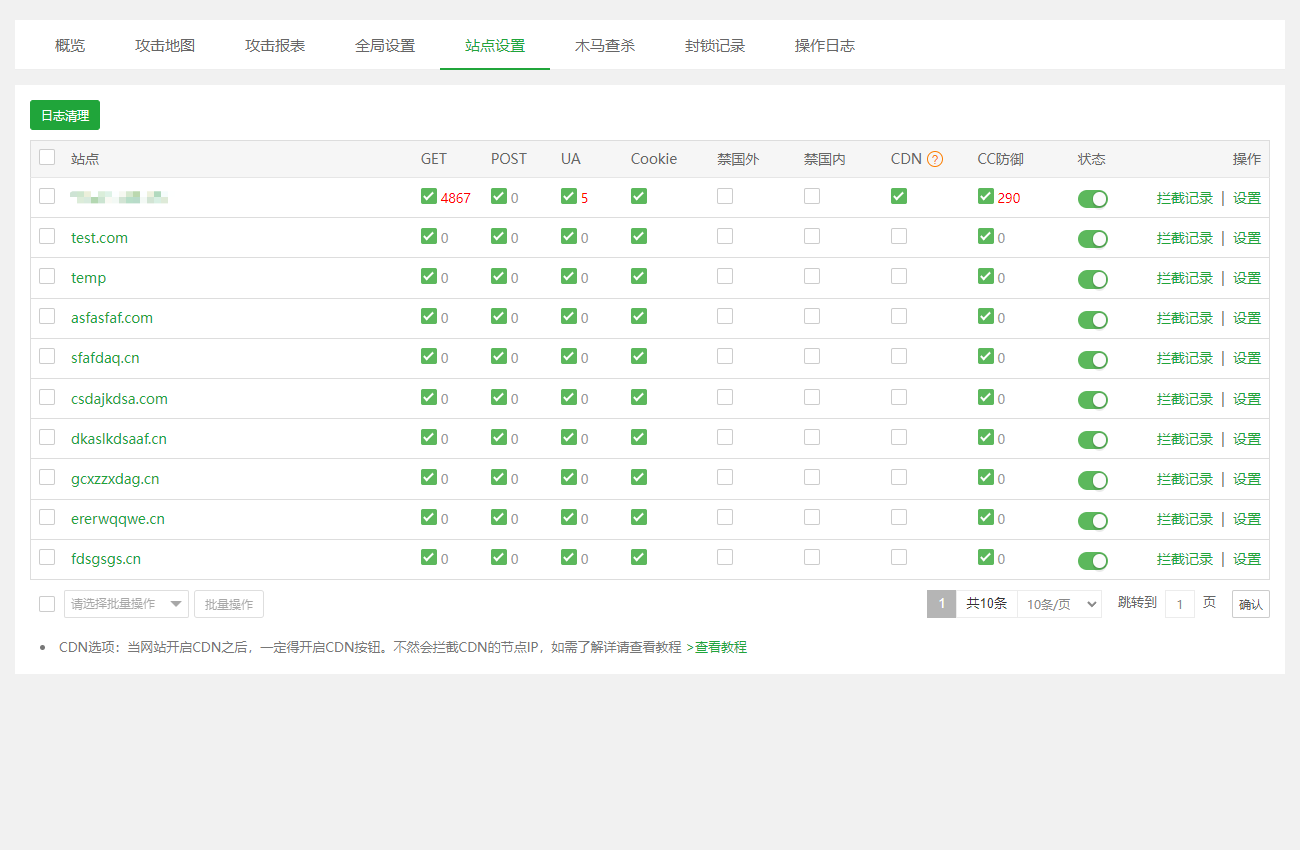 概览 攻击地图 攻击报表 全局设置 站点设置 木马查杀 封锁记录 操作日志
日志清理
站点 GET POST UA Cookie 禁国外 禁国内 CDN ? CC防御 状态 操作
4867 0 5 290 拦截记录 | 设置
test.com 0 0 0 0 拦截记录 | 设置
temp 0 0 0 0 拦截记录 | 设置
asfasfaf.com 0 0 0 0 拦截记录 | 设置
sfafdaq.cn 0 0 0 0 拦截记录 | 设置
csdajkdsa.com 0 0 0 0 拦截记录 | 设置
dkaslkdsaaf.cn 0 0 0 0 拦截记录 | 设置
gcxzzxdag.cn 0 0 0 0 拦截记录 | 设置
ererwqqwe.cn 0 0 0 0 拦截记录 | 设置
fdsgsgs.cn 0 0 0 0 拦截记录 | 设置
请选择批量操作 批量操作 1 共10条 10条/页 跳转到 1 页 确认
CDN选项：当网站开启CDN之后，一定得开启CDN按钮。不然会拦截CDN的节点IP，如需了解详请查看教程 >查看教程